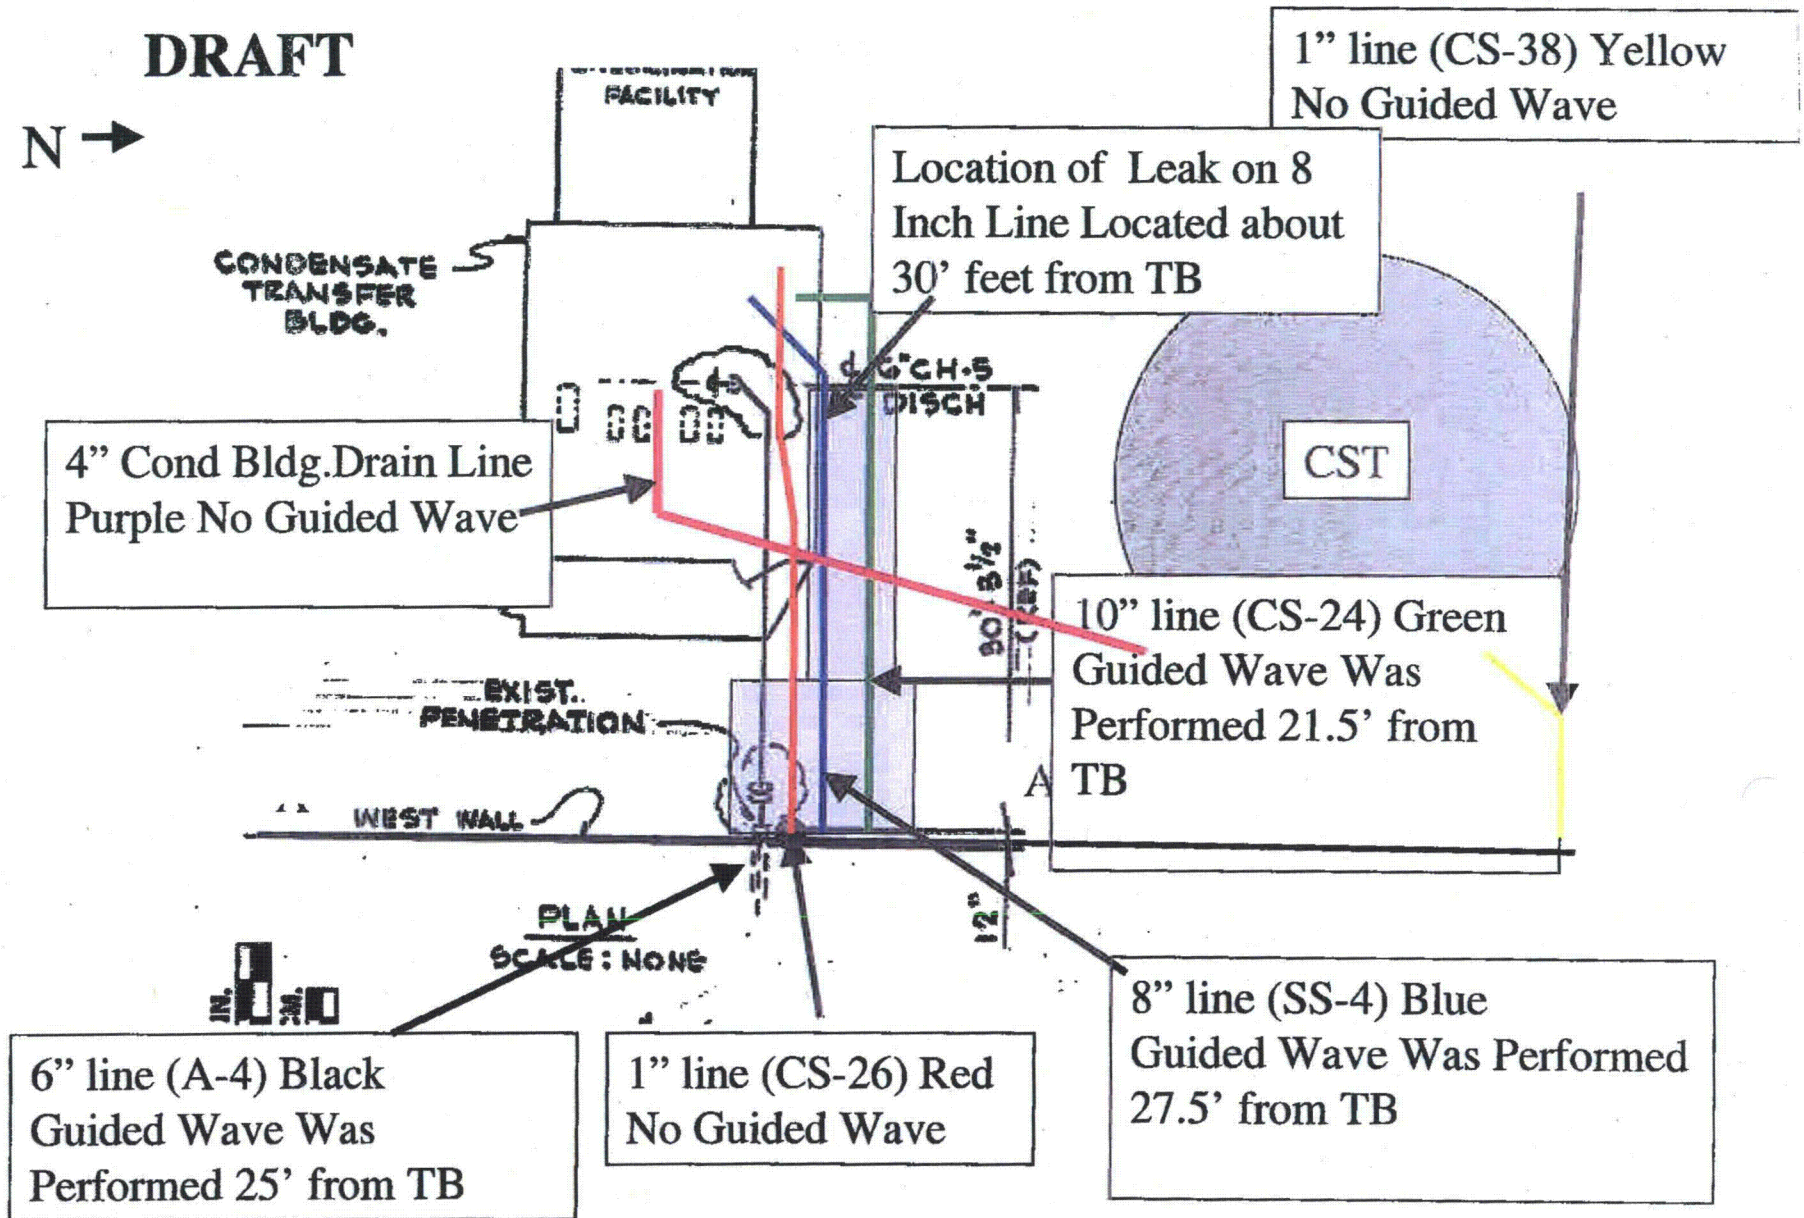 DRAFT
N
FACILITY
1” line (CS-38) Yellow
No Guided Wave
Location of Leak on 8
Inch Line Located about
30’ feet from TB
CONDENSATE
TRANSFER
BLDG.
6"CH-5
DISCH
CST
4” Cond Bldg.Drain Line
Purple No Guided Wave
(REF)
10” line (CS-24) Green
Guided Wave Was
Performed 21.5’ from
TB
A
EXIST.
PENETRATION
WEST WALL
12"
PLAN
SCALE: NONE
IN.
CM.
6” line (A-4) Black
Guided Wave Was
Performed 25’ from TB
1” line (CS-26) Red
No Guided Wave
8” line (SS-4) Blue
Guided Wave Was Performed
27.5’ from TB